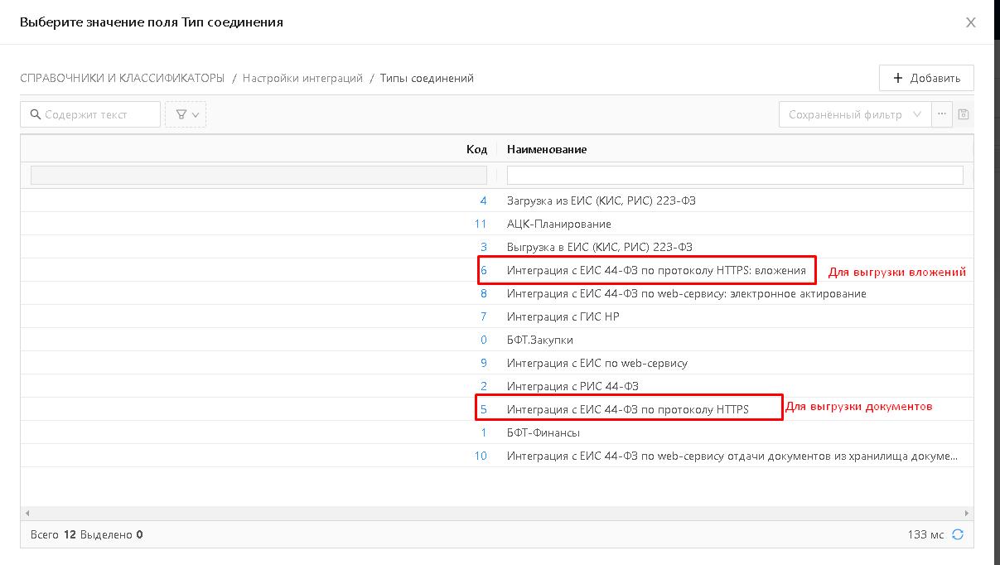 Выберите значение поля Тип соединения
СПРАВОЧНИКИ И КЛАССИФИКАТОРЫ / Настройки интеграций / Типы соединений
+ Добавить
Содержит текст
Сохранённый фильтр ...
Код Наименование
4 Загрузка из ЕИС (КИС, РИС) 223-ФЗ
11 АЦК-Планирование
3 Выгрузка в ЕИС (КИС, РИС) 223-ФЗ
6 Интеграция с ЕИС 44-ФЗ по протоколу HTTPS: вложения Для выгрузки вложений
8 Интеграция с ЕИС 44-ФЗ по web-сервису: электронное актирование
7 Интеграция с ГИС НР
0 БФТ.Закупки
9 Интеграция с ЕИС по web-сервису
2 Интеграция с РИС 44-ФЗ
5 Интеграция с ЕИС 44-ФЗ по протоколу HTTPS Для выгрузки документов
1 БФТ-Финансы
10 Интеграция с ЕИС 44-ФЗ по web-сервису отдачи документов из хранилища докуме...
Всего 12 Выделено 0
133 мс